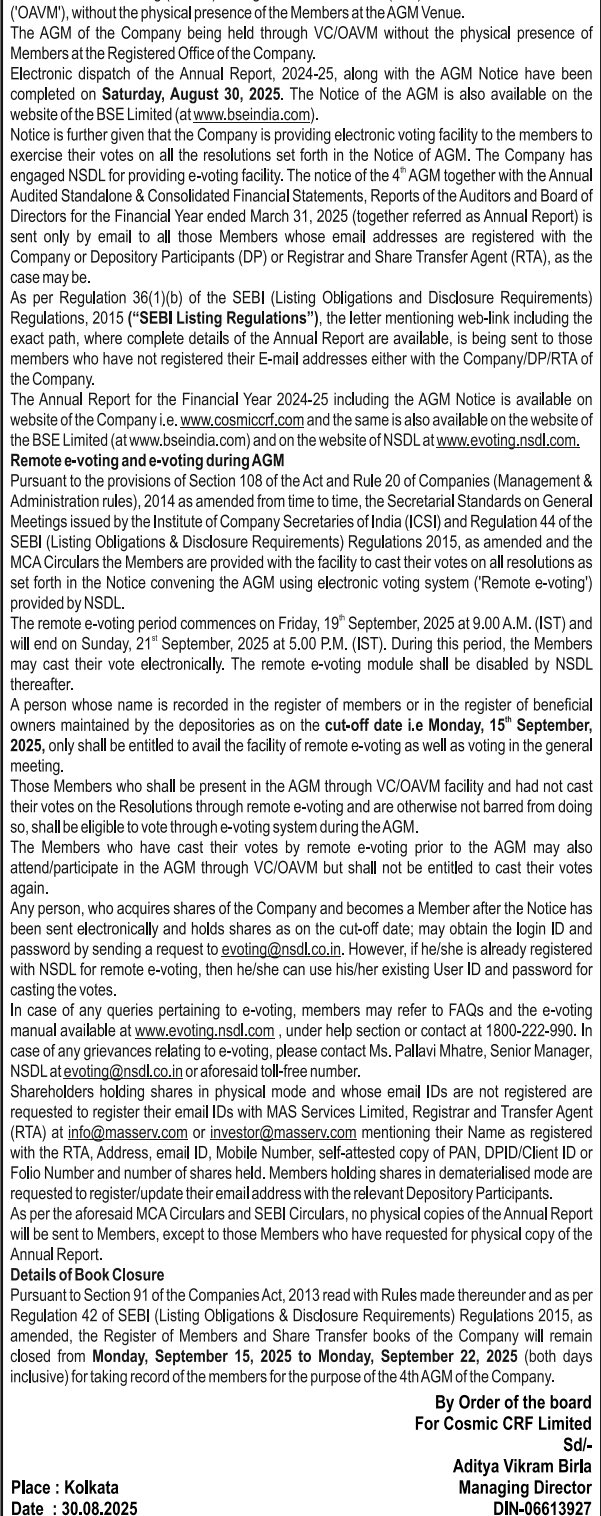 ('OAVM'), without the physical presence of the Members at the AGM Venue.
The AGM of the Company being held through VC/OAVM without the physical presence of
Members at the Registered Office of the Company.
Electronic dispatch of the Annual Report, 2024-25, along with the AGM Notice have been
completed on Saturday, August 30, 2025. The Notice of the AGM is also available on the
website of the BSE Limited (at www.bseindia.com).
Notice is further given that the Company is providing electronic voting facility to the members to
exercise their votes on all the resolutions set forth in the Notice of AGM. The Company has
engaged NSDL for providing e-voting facility. The notice of the 4th AGM together with the Annual
Audited Standalone & Consolidated Financial Statements, Reports of the Auditors and Board of
Directors for the Financial Year ended March 31, 2025 (together referred as Annual Report) is
sent only by email to all those Members whose email addresses are registered with the
Company or Depository Participants (DP) or Registrar and Share Transfer Agent (RTA), as the
case may be.
As per Regulation 36(1)(b) of the SEBI (Listing Obligations and Disclosure Requirements)
Regulations, 2015 (“SEBI Listing Regulations”), the letter mentioning web-link including the
exact path, where complete details of the Annual Report are available, is being sent to those
members who have not registered their E-mail addresses either with the Company/DP/RTA of
the Company.
The Annual Report for the Financial Year 2024-25 including the AGM Notice is available on
website of the Company i.e. www.cosmiccrf.com and the same is also available on the website of
the BSE Limited (at www.bseindia.com) and on the website of NSDL at www.evoting.nsdl.com.
Remote e-voting and e-voting during AGM
Pursuant to the provisions of Section 108 of the Act and Rule 20 of Companies (Management &
Administration rules), 2014 as amended from time to time, the Secretarial Standards on General
Meetings issued by the Institute of Company Secretaries of India (ICSI) and Regulation 44 of the
SEBI (Listing Obligations & Disclosure Requirements) Regulations 2015, as amended and the
MCA Circulars the Members are provided with the facility to cast their votes on all resolutions as
set forth in the Notice convening the AGM using electronic voting system ('Remote e-voting')
provided by NSDL.
The remote e-voting period commences on Friday, 19th September, 2025 at 9.00 A.M. (IST) and
will end on Sunday, 21st September, 2025 at 5.00 P.M. (IST). During this period, the Members
may cast their vote electronically. The remote e-voting module shall be disabled by NSDL
thereafter.
A person whose name is recorded in the register of members or in the register of beneficial
owners maintained by the depositories as on the cut-off date i.e Monday, 15th September,
2025, only shall be entitled to avail the facility of remote e-voting as well as voting in the general
meeting.
Those Members who shall be present in the AGM through VC/OAVM facility and had not cast
their votes on the Resolutions through remote e-voting and are otherwise not barred from doing
so, shall be eligible to vote through e-voting system during the AGM.
The Members who have cast their votes by remote e-voting prior to the AGM may also
attend/participate in the AGM through VC/OAVM but shall not be entitled to cast their votes
again.
Any person, who acquires shares of the Company and becomes a Member after the Notice has
been sent electronically and holds shares as on the cut-off date; may obtain the login ID and
password by sending a request to evoting@nsdl.co.in. However, if he/she is already registered
with NSDL for remote e-voting, then he/she can use his/her existing User ID and password for
casting the votes.
In case of any queries pertaining to e-voting, members may refer to FAQs and the e-voting
manual available at www.evoting.nsdl.com , under help section or contact at 1800-222-990. In
case of any grievances relating to e-voting, please contact Ms. Pallavi Mhatre, Senior Manager,
NSDL at evoting@nsdl.co.in or aforesaid toll-free number.
Shareholders holding shares in physical mode and whose email IDs are not registered are
requested to register their email IDs with MAS Services Limited, Registrar and Transfer Agent
(RTA) at info@masserv.com or investor@masserv.com mentioning their Name as registered
with the RTA, Address, email ID, Mobile Number, self-attested copy of PAN, DPID/Client ID or
Folio Number and number of shares held. Members holding shares in dematerialised mode are
requested to register/update their email address with the relevant Depository Participants.
As per the aforesaid MCA Circulars and SEBI Circulars, no physical copies of the Annual Report
will be sent to Members, except to those Members who have requested for physical copy of the
Annual Report.
Details of Book Closure
Pursuant to Section 91 of the Companies Act, 2013 read with Rules made thereunder and as per
Regulation 42 of SEBI (Listing Obligations & Disclosure Requirements) Regulations 2015, as
amended, the Register of Members and Share Transfer books of the Company will remain
closed from Monday, September 15, 2025 to Monday, September 22, 2025 (both days
inclusive) for taking record of the members for the purpose of the 4th AGM of the Company.
By Order of the board
For Cosmic CRF Limited
Sd/-
Aditya Vikram Birla
Place : Kolkata Managing Director
Date : 30.08.2025 DIN-06613927